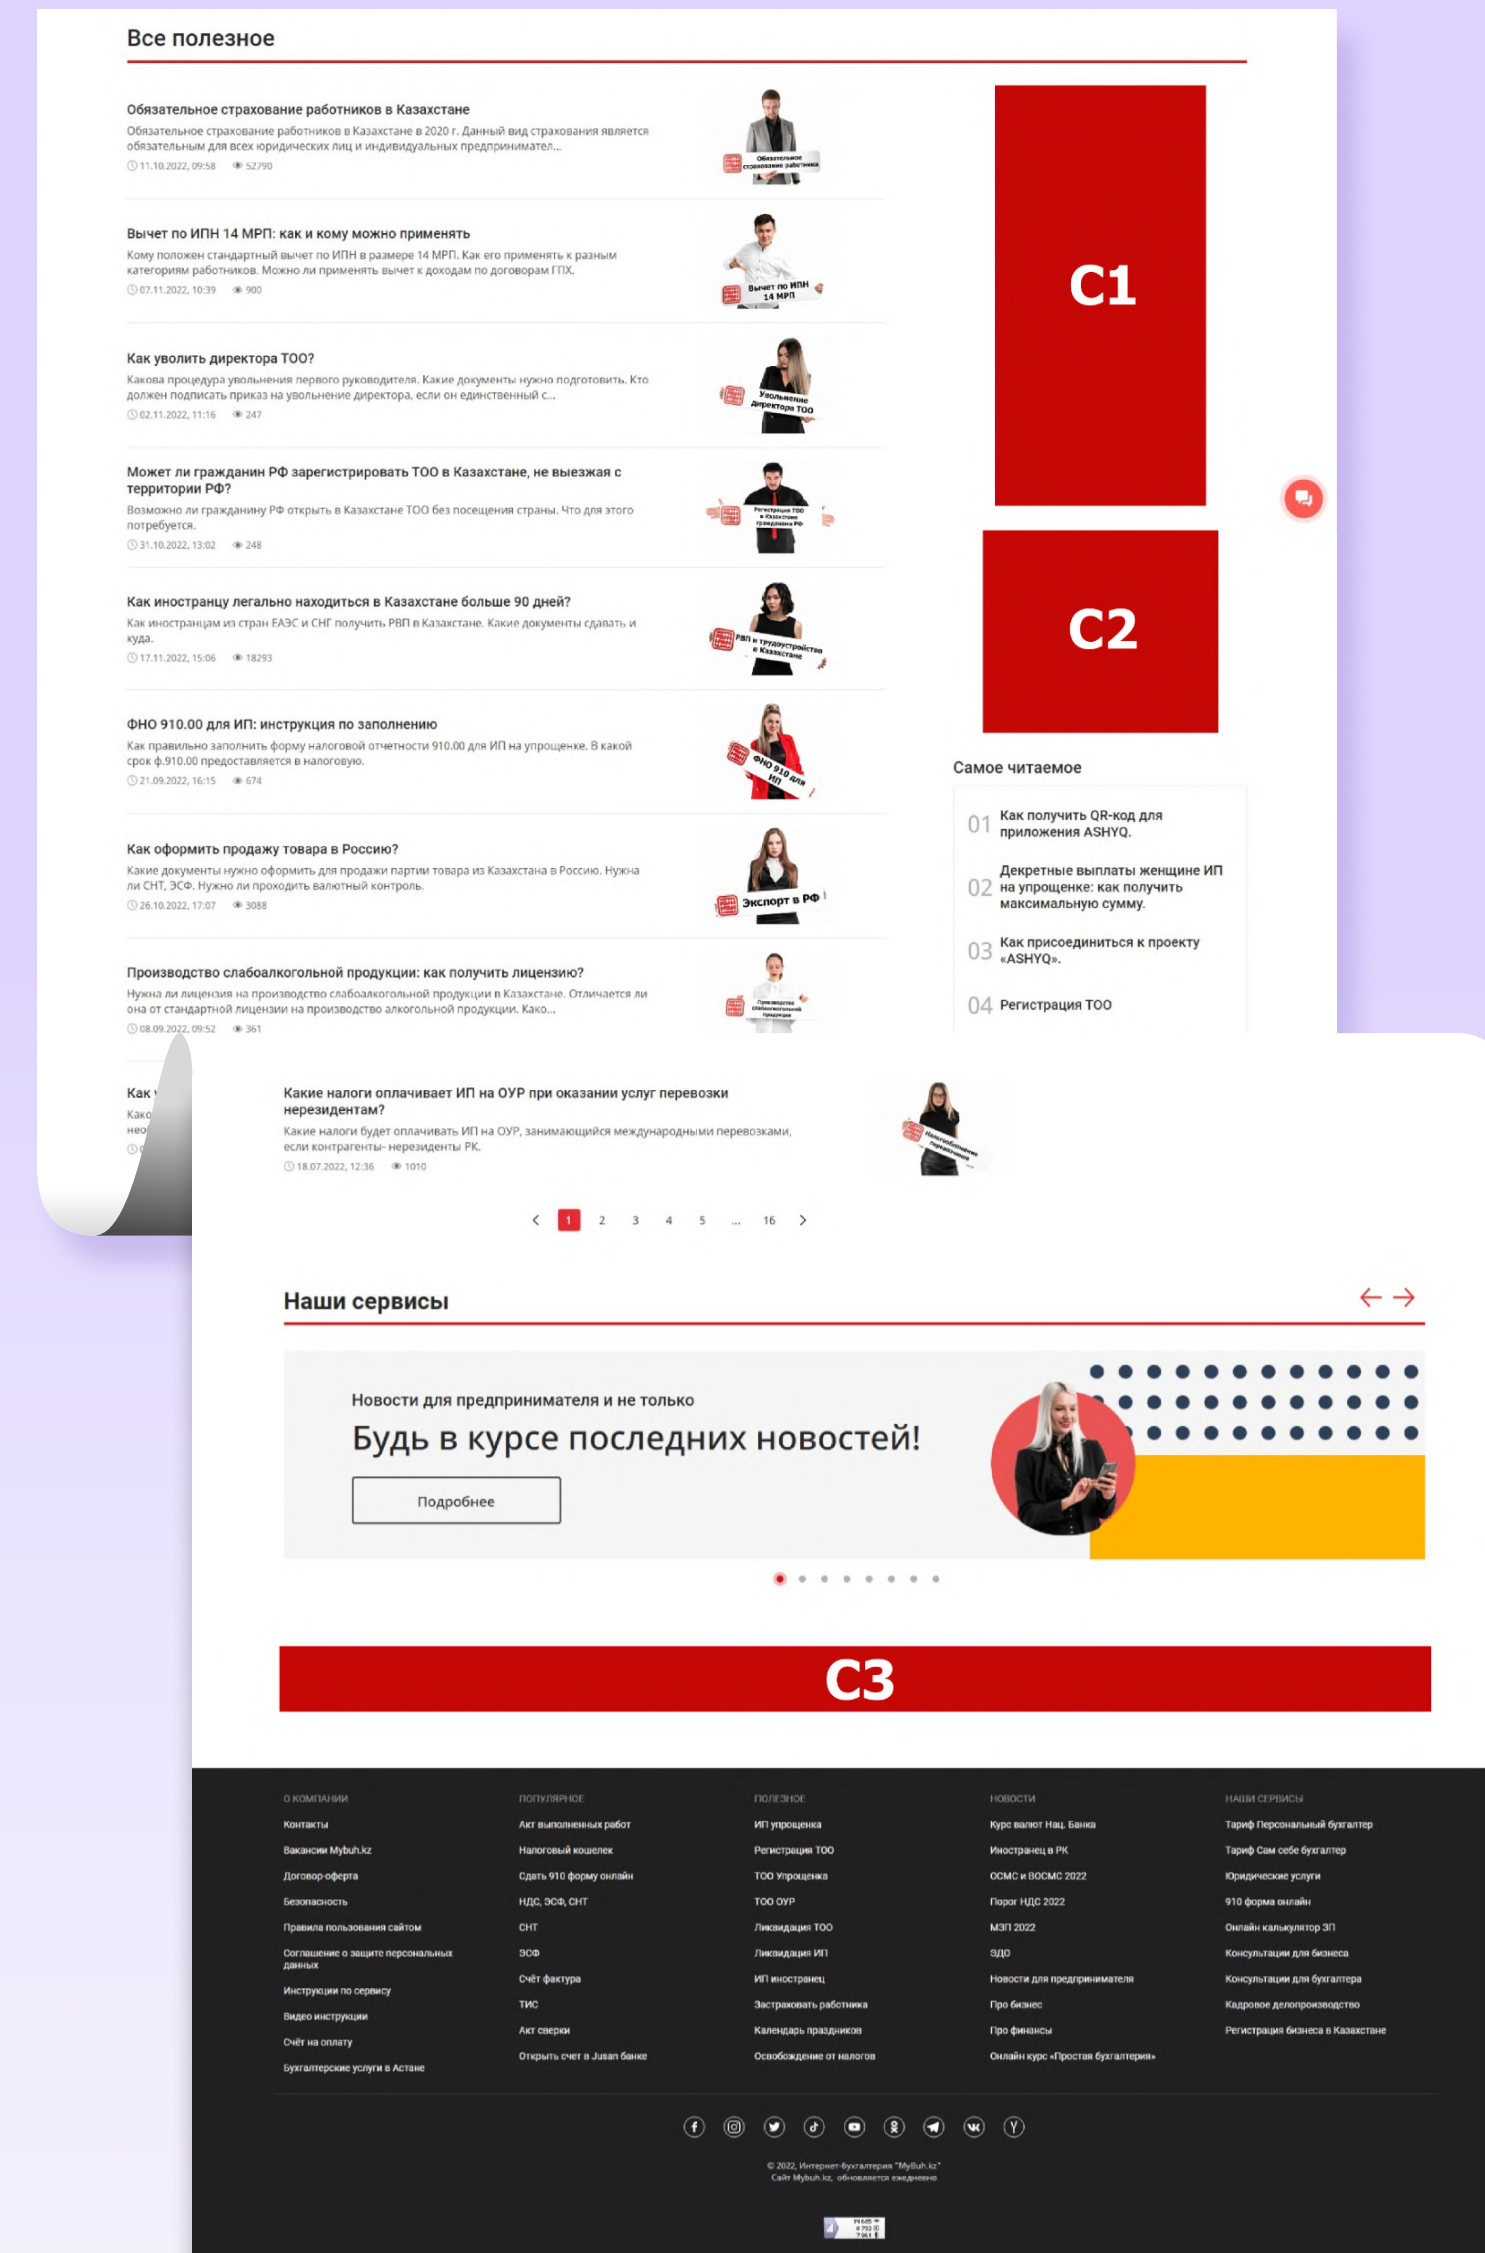 Все полезное
Обязательное страхование работников в Казахстане
Обязательное страхование работников в Казахстане в 2020 г. Данный вид страхования является
обязательным для всех юридических лиц и индивидуальных предпринимател...
11.10.2022, 09:58 52790
Обязательное
страхование работника
Вычет по ИПН 14 МРП: как и кому можно применять
Кому положен стандартный вычет по ИПН в размере 14 МРП. Как его применять к разным
категориям работников. Можно ли применять вычет к доходам по договорам ГПХ.
07.11.2022, 10:39 900
Вычет по ИПН
14 МРП
Как уволить директора ТОО?
Какова процедура увольнения первого руководителя. Какие документы нужно подготовить. Кто
должен подписать приказ на увольнение директора, если он единственный с...
02.11.2022, 11:16 247
Увольнение
директора ТОО
Может ли гражданин РФ зарегистрировать ТОО в Казахстане, не выезжая с
территории РФ?
Возможно ли гражданину РФ открыть в Казахстане ТОО без посещения страны. Что для этого
потребуется.
31.10.2022, 13:02 248
Регистрация ТОО
в Казахстане
гражданина РФ
Как иностранцу легально находиться в Казахстане больше 90 дней?
Как иностранцам из стран ЕАЭС и СНГ получить РВП в Казахстане. Какие документы сдавать и
куда.
17.11.2022, 15:06 18293
РВП и трудоустройство
в Казахстане
ФНО 910.00 для ИП: инструкция по заполнению
Как правильно заполнить форму налоговой отчетности 910.00 для ИП на упрощенке. В какой
срок ф.910.00 предоставляется в налоговую.
21.09.2022, 16:15 674
ФНО 910 для
ИП
Как оформить продажу товара в Россию?
Какие документы нужно оформить для продажи партии товара из Казахстана в Россию. Нужна
ли СНТ, ЭСФ. Нужно ли проходить валютный контроль.
26.10.2022, 17:07 3088
Экспорт в РФ
Производство слабоалкогольной продукции: как получить лицензию?
Нужна ли лицензия на производство слабоалкогольной продукции в Казахстане. Отличается ли
она от стандартной лицензии на производство алкогольной продукции. Како...
08.09.2022, 09:52 361
Производство
слабоалкогольной
продукции
C1
C2
Самое читаемое
01 Как получить QR-код для
приложения ASHYQ.
02 Декретные выплаты женщине ИП
на упрощенке: как получить
максимальную сумму.
03 Как присоединиться к проекту
«ASHYQ».
04 Регистрация ТОО
Как
Како
Какие налоги оплачивает ИП на ОУР при оказании услуг перевозки
нерезидентам?
Какие налоги будет оплачивать ИП на ОУР, занимающийся международными перевозками,
если контрагенты- нерезиденты РК.
18.07.2022, 12:36 1010
Налогообложение
перевозчиков
1 2 3 4 5 ... 16
Наши сервисы
Новости для предпринимателя и не только
Будь в курсе последних новостей!
Подробнее
C3
О КОМПАНИИ
Контакты
Вакансии Mybuh.kz
Договор-оферта
Безопасность
Правила пользования сайтом
Соглашение о защите персональных
данных
Инструкции по сервису
Видео инструкции
Счёт на оплату
Бухгалтерские услуги в Астане
ПОПУЛЯРНОЕ
Акт выполненных работ
Налоговый кошелек
Сдать 910 форму онлайн
НДС, ЭСФ, СНТ
СНТ
ЭСФ
Счёт фактура
ТИС
Акт сверки
Открыть счет в Jusan банке
ПОЛЕЗНОЕ
ИП упрощенка
Регистрация ТОО
ТОО Упрощенка
ТОО ОУР
Ликвидация ТОО
Ликвидация ИП
ИП иностранец
Застраховать работника
Календарь праздников
Освобождение от налогов
НОВОСТИ
Курс валют Нац. Банка
Иностранец в РК
ОСМС и ВОСМС 2022
Порог НДС 2022
МЗП 2022
ЭДО
Новости для предпринимателя
Про бизнес
Про финансы
Онлайн курс «Простая бухгалтерия»
НАШИ СЕРВИСЫ
Тариф Персональный бухгалтер
Тариф Сам себе бухгалтер
Юридические услуги
910 форма онлайн
Онлайн калькулятор ЗП
Консультации для бизнеса
Консультации для бухгалтера
Кадровое делопроизводство
Регистрация бизнеса в Казахстане
© 2022, Интернет-бухгалтерия "MyBuh.kz"
Сайт Mybuh.kz, обновляется ежедневно